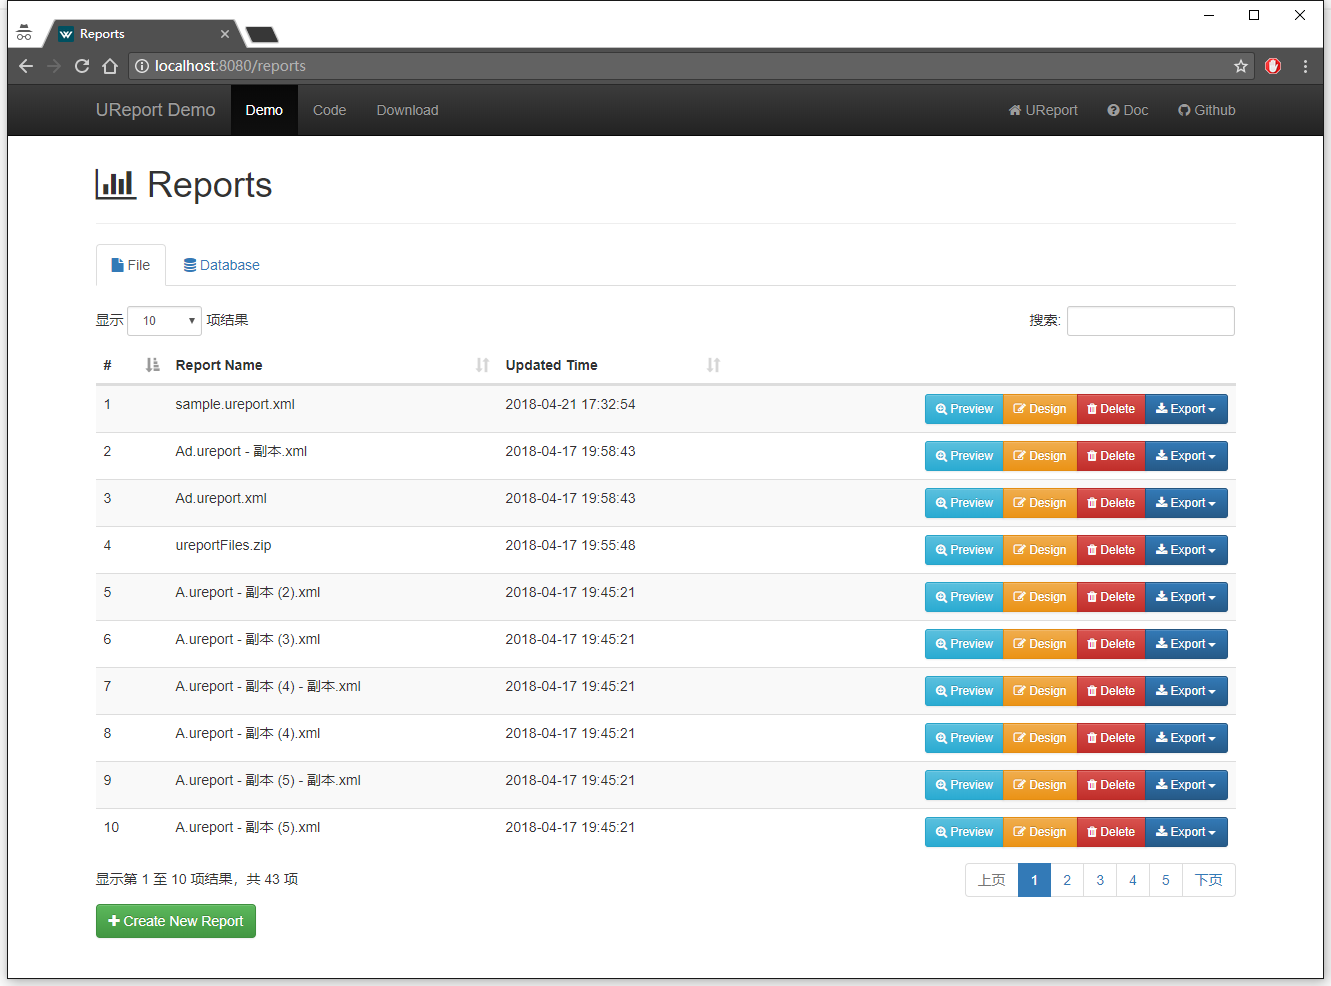 Reports
localhost:8080/reports
UReport Demo Demo Code Download UReport Doc Github
Reports
File Database
显示 10 项结果 搜索:
# Report Name Updated Time
1 sample.ureport.xml 2018-04-21 17:32:54 Preview Design Delete Export
2 Ad.ureport - 副本.xml 2018-04-17 19:58:43 Preview Design Delete Export
3 Ad.ureport.xml 2018-04-17 19:58:43 Preview Design Delete Export
4 ureportFiles.zip 2018-04-17 19:55:48 Preview Design Delete Export
5 A.ureport - 副本 (2).xml 2018-04-17 19:45:21 Preview Design Delete Export
6 A.ureport - 副本 (3).xml 2018-04-17 19:45:21 Preview Design Delete Export
7 A.ureport - 副本 (4) - 副本.xml 2018-04-17 19:45:21 Preview Design Delete Export
8 A.ureport - 副本 (4).xml 2018-04-17 19:45:21 Preview Design Delete Export
9 A.ureport - 副本 (5) - 副本.xml 2018-04-17 19:45:21 Preview Design Delete Export
10 A.ureport - 副本 (5).xml 2018-04-17 19:45:21 Preview Design Delete Export
显示第 1 至 10 项结果，共 43 项 上页 1 2 3 4 5 下页
Create New Report